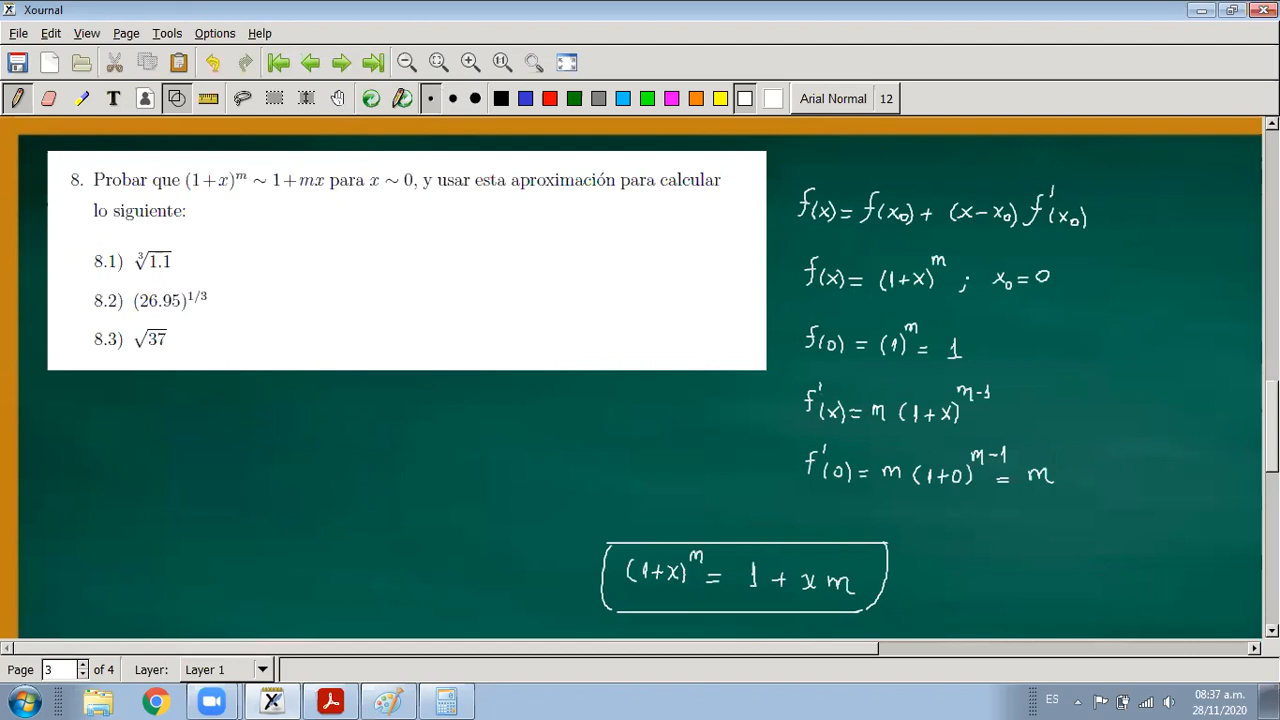 Xournal
File Edit View Page Tools Options Help
Arial Normal 12
8. Probar que (1+x)^m ∼ 1+mx para x ∼ 0, y usar esta aproximación para calcular
lo siguiente:
8.1) ∛1.1
8.2) (26.95)^1/3
8.3) √37
f(x) = f(x₀) + (x-x₀) f'(x₀)
f(x) = (1+x)^m ; x₀ = 0
f(0) = (1)^m = 1
f'(x) = m (1+x)^m-1
f'(0) = m (1+0)^m-1 = m
(1+x)^m = 1 + x m
Page 3 of 4 Layer: Layer 1
ES 08:37 a.m.
28/11/2020